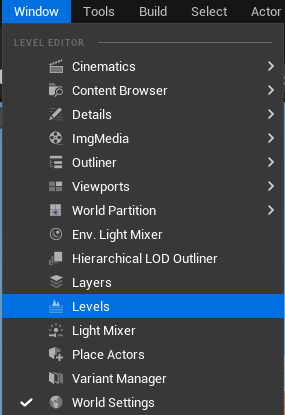 Window Tools Build Select Actor
LEVEL EDITOR
Cinematics
Content Browser
Details
ImgMedia
Outliner
Viewports
World Partition
Env. Light Mixer
Hierarchical LOD Outliner
Layers
Levels
Light Mixer
Place Actors
Variant Manager
World Settings